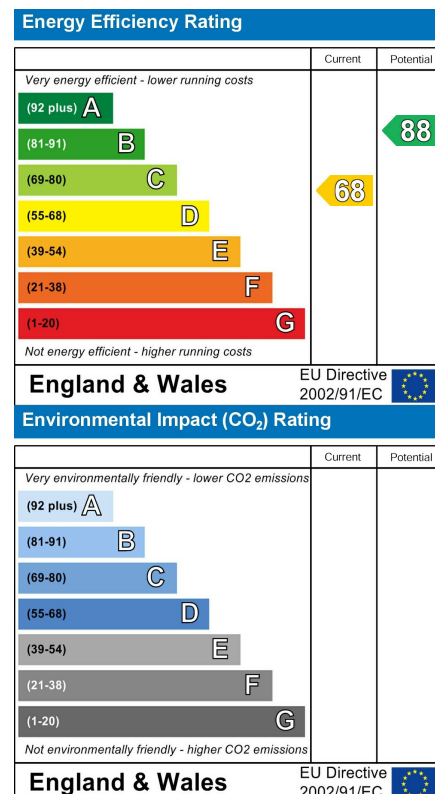 Energy Efficiency Rating
Current Potential
Very energy efficient - lower running costs
(92 plus) A
(81-91) B
88
(69-80) C
68
(55-68) D
(39-54) E
(21-38) F
(1-20) G
Not energy efficient - higher running costs
England & Wales EU Directive 2002/91/EC
Environmental Impact (CO₂) Rating
Current Potential
Very environmentally friendly - lower CO2 emissions
(92 plus) A
(81-91) B
(69-80) C
(55-68) D
(39-54) E
(21-38) F
(1-20) G
Not environmentally friendly - higher CO2 emissions
England & Wales EU Directive 2002/91/EC